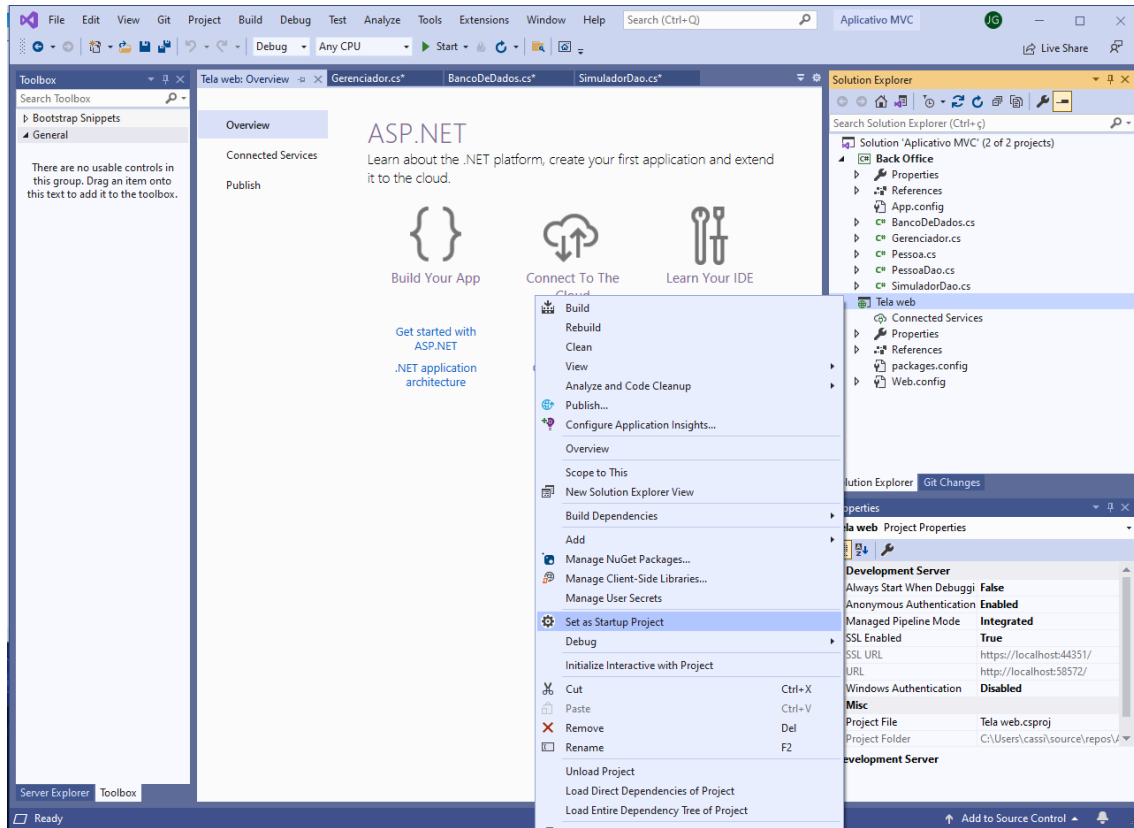 File Edit View Git Project Build Debug Test Analyze Tools Extensions Window Help Search (Ctrl+Q) Aplicativo MVC JG
Debug Any CPU Start Live Share
Toolbox
Search Toolbox
Bootstrap Snippets
General
There are no usable controls in
this group. Drag an item onto
this text to add it to the toolbox.
Server Explorer Toolbox
Tela web: Overview Gerenciador.cs* BancoDeDados.cs* SimuladorDao.cs*
Overview
Connected Services
Publish
ASP.NET
Learn about the .NET platform, create your first application and extend
it to the cloud.
Build Your App
Connect To The
Cloud
Learn Your IDE
Get started with
ASP.NET
.NET application
architecture
Build
Rebuild
Clean
View
Analyze and Code Cleanup
Publish...
Configure Application Insights...
Overview
Scope to This
New Solution Explorer View
Build Dependencies
Add
Manage NuGet Packages...
Manage Client-Side Libraries...
Manage User Secrets
Set as Startup Project
Debug
Initialize Interactive with Project
Cut Ctrl+X
Paste Ctrl+V
Remove Del
Rename F2
Unload Project
Load Direct Dependencies of Project
Load Entire Dependency Tree of Project
Solution Explorer
Search Solution Explorer (Ctrl+ç)
Solution 'Aplicativo MVC' (2 of 2 projects)
C# Back Office
Properties
References
App.config
C# BancoDeDados.cs
C# Gerenciador.cs
C# Pessoa.cs
C# PessoaDao.cs
C# SimuladorDao.cs
Tela web
Connected Services
Properties
References
packages.config
Web.config
lution Explorer Git Changes
operties
ela web Project Properties
Development Server
Always Start When Debuggi False
Anonymous Authentication Enabled
Managed Pipeline Mode Integrated
SSL Enabled True
SSL URL https://localhost:44351/
URL http://localhost:58572/
Windows Authentication Disabled
Misc
Project File Tela web.csproj
Project Folder C:\Users\cassi\source\repos\A
evelopment Server
Ready Add to Source Control